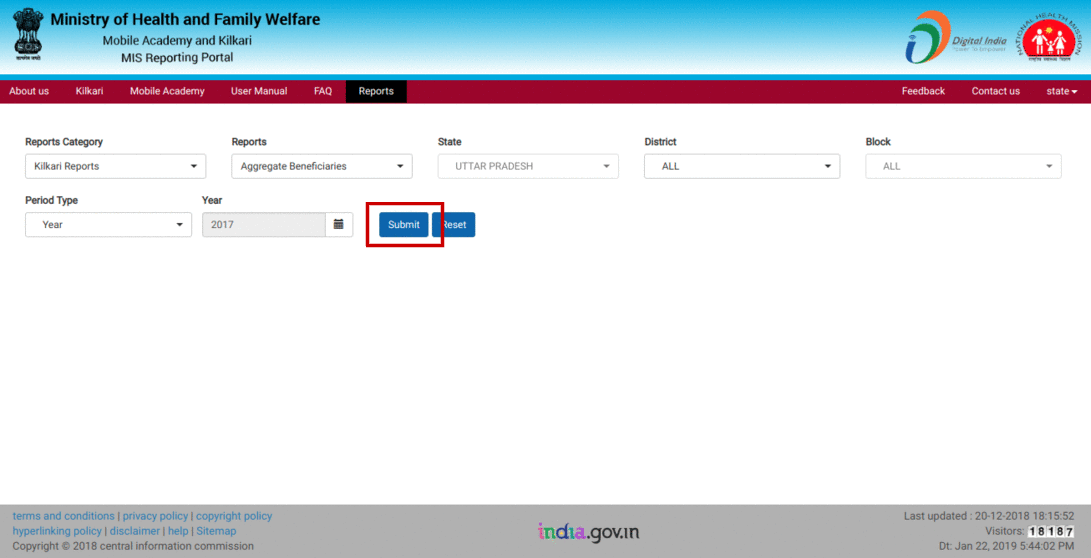 Ministry of Health and Family Welfare
Mobile Academy and Kilkari
MIS Reporting Portal
Digital India
Power To Empower
NATIONAL HEALTH MISSION
About us Kilkari Mobile Academy User Manual FAQ Reports Feedback Contact us state
Reports Category Reports State District Block
Kilkari Reports Aggregate Beneficiaries UTTAR PRADESH ALL ALL
Period Type Year
Year 2017 Submit Reset
terms and conditions | privacy policy | copyright policy
hyperlinking policy | disclaimer | help | Sitemap
Copyright © 2018 central information commission
india.gov.in
Last updated : 20-12-2018 18:15:52
Visitors: 18187
Dt: Jan 22, 2019 5:44:02 PM